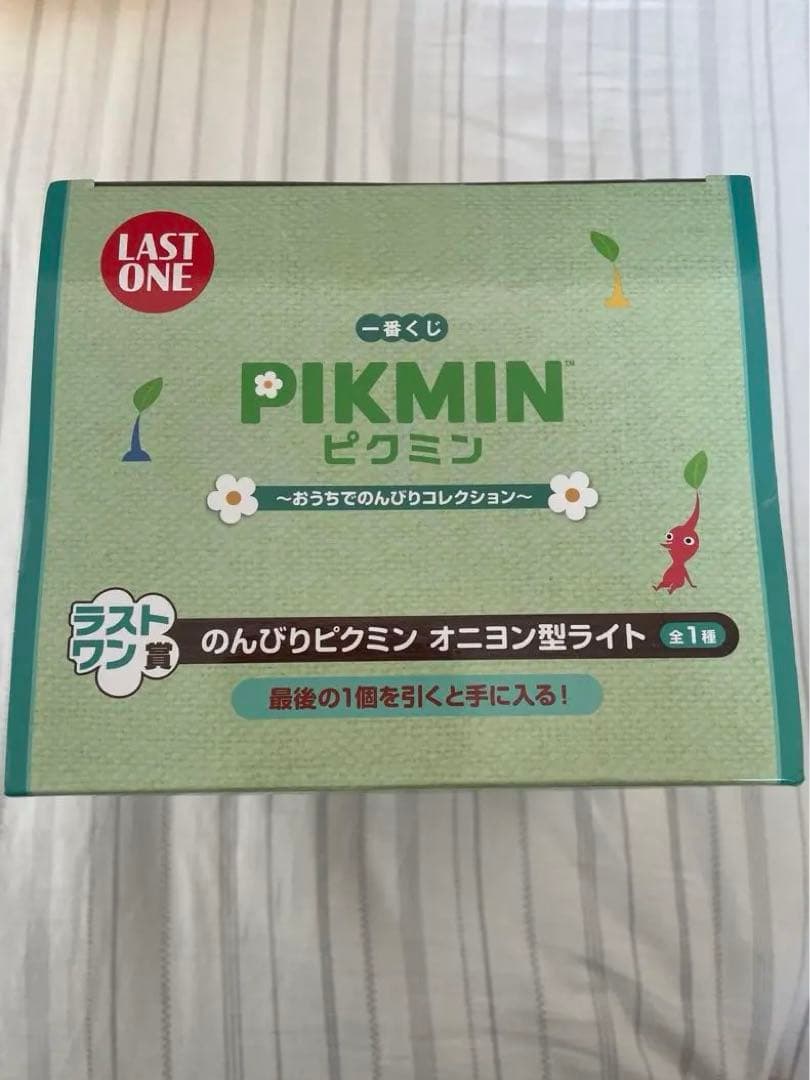 LAST
ONE
一番くじ
PIKMIN™
ピクミン
～おうちでのんびりコレクション～
ラスト
ワン賞
のんびりピクミン オニヨン型ライト 全1種
最後の1個を引くと手に入る!